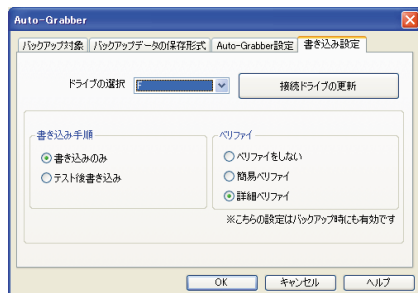 Auto-Grabber
バックアップ対象 バックアップデータの保存形式 Auto-Grabber設定 書き込み設定
ドライブの選択 F 接続ドライブの更新
書き込み手順
書き込みのみ
テスト後書き込み
ベリファイ
ベリファイをしない
簡易ベリファイ
詳細ベリファイ
※こちらの設定はバックアップ時にも有効です
OK キャンセル ヘルプ